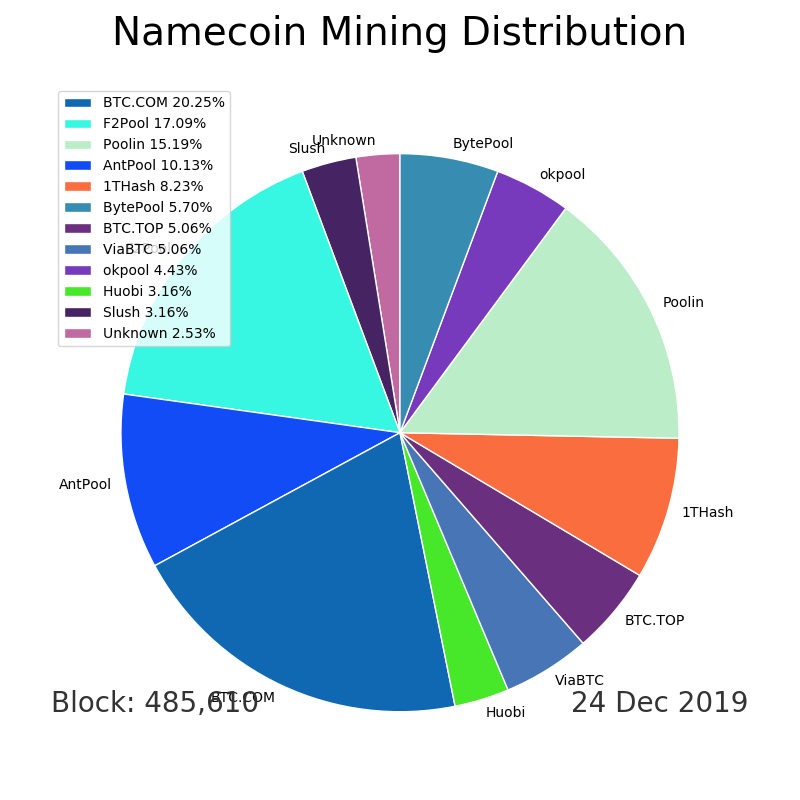 Namecoin Mining Distribution
BTC.COM 20.25%
F2Pool 17.09%
Poolin 15.19%
AntPool 10.13%
1THash 8.23%
BytePool 5.70%
BTC.TOP 5.06%
ViaBTC 5.06%
okpool 4.43%
Huobi 3.16%
Slush 3.16%
Unknown 2.53%
Unknown
Slush
BytePool
okpool
Poolin
AntPool
1THash
BTC.TOP
ViaBTC
BTC.COM
Huobi
Block: 485,610
24 Dec 2019